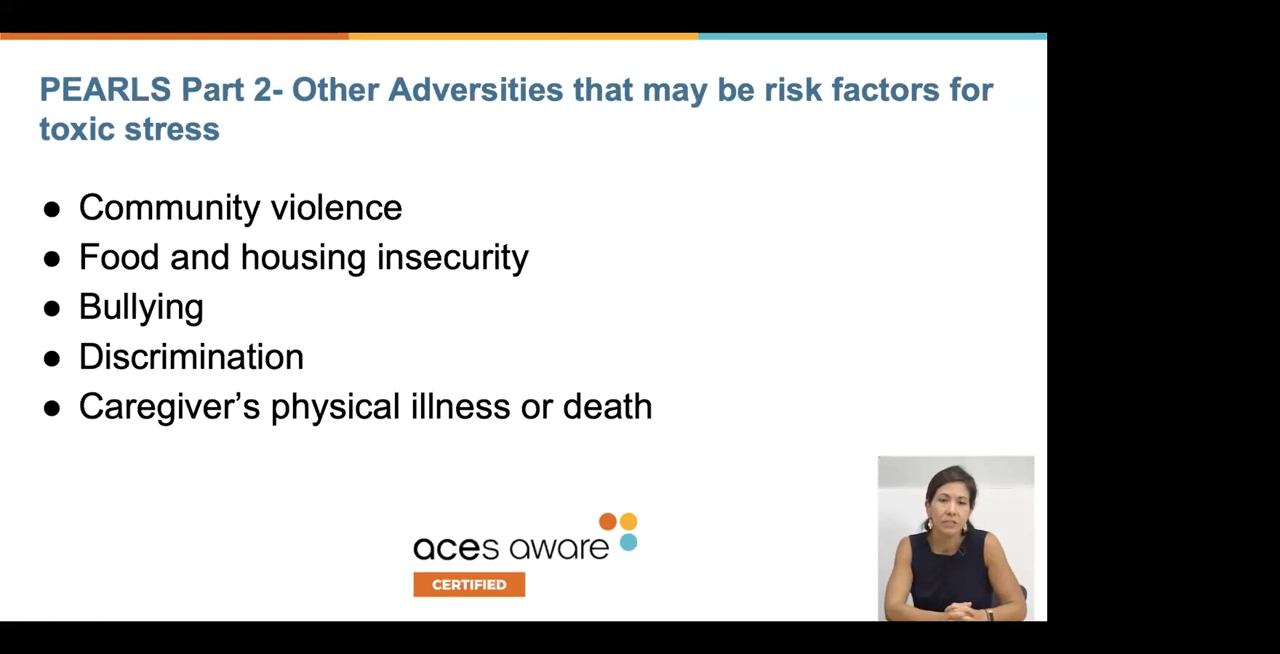 PEARLS Part 2- Other Adversities that may be risk factors for
toxic stress
● Community violence
● Food and housing insecurity
● Bullying
● Discrimination
● Caregiver’s physical illness or death
aces aware
CERTIFIED